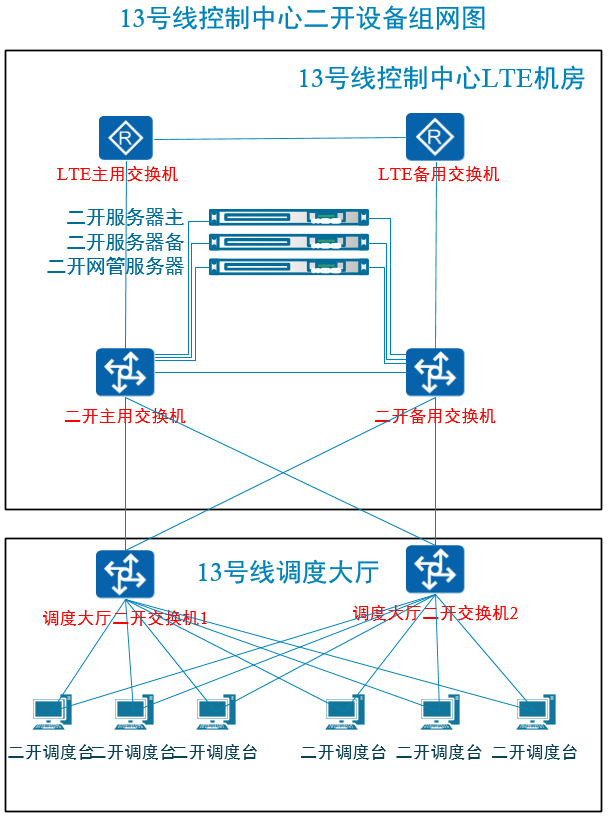 13号线控制中心二开设备组网图
13号线控制中心LTE机房
R
R
LTE主用交换机
LTE备用交换机
二开服务器主
二开服务器备
二开网管服务器
二开主用交换机
二开备用交换机
13号线调度大厅
调度大厅二开交换机1
调度大厅二开交换机2
二开调度台
二开调度台
二开调度台
二开调度台
二开调度台
二开调度台